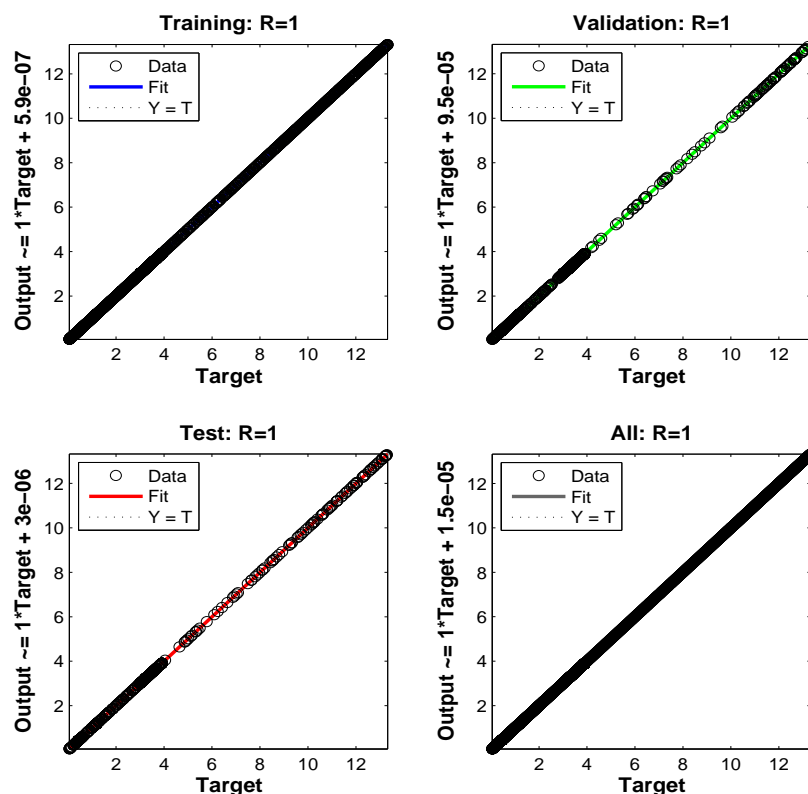 Training: R=1
Output ~= 1*Target + 5.9e−07
Data
Fit
Y = T
12
10
8
6
4
2
2 4 6 8 10 12
Target
Validation: R=1
Output ~= 1*Target + 9.5e−05
Data
Fit
Y = T
12
10
8
6
4
2
2 4 6 8 10 12
Target
Test: R=1
Output ~= 1*Target + 3e−06
Data
Fit
Y = T
12
10
8
6
4
2
2 4 6 8 10 12
Target
All: R=1
Output ~= 1*Target + 1.5e−05
Data
Fit
Y = T
12
10
8
6
4
2
2 4 6 8 10 12
Target